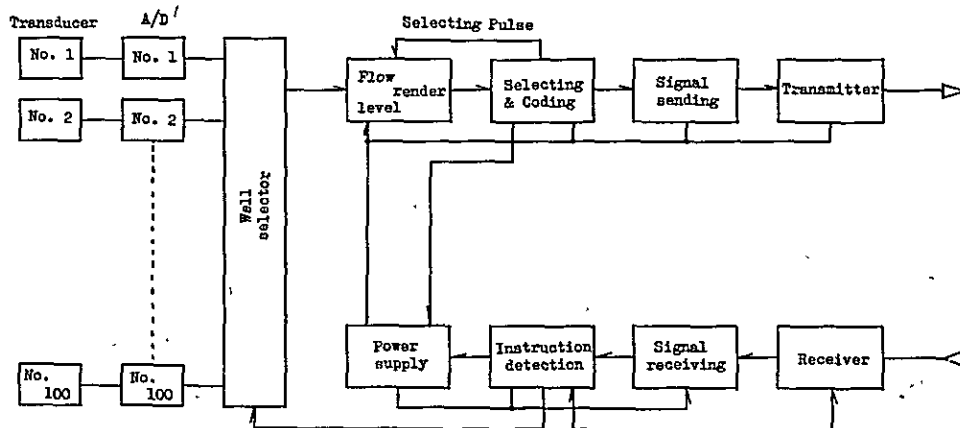 Transducer
A/D'
Selecting Pulse
No. 1
No. 1
No. 2
No. 2
No. 100
No. 100
Well
selector
Flow
render
level
Selecting
& Coding
Signal
sending
Transmitter
Power
supply
Instruction
detection
Signal
receiving
Receiver